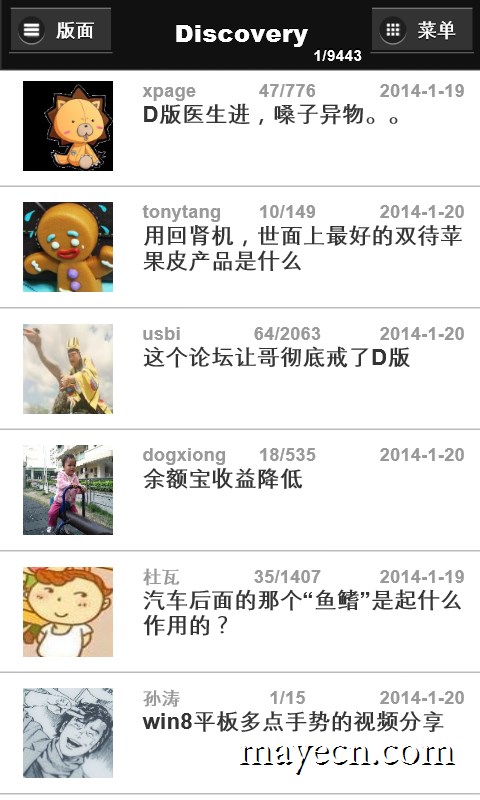 版面
Discovery
菜单
1/9443
xpage 47/776 2014-1-19
D版医生进，嗓子异物。。
tonytang 10/149 2014-1-20
用回肾机，世面上最好的双待苹
果皮产品是什么
usbi 64/2063 2014-1-20
这个论坛让哥彻底戒了D版
dogxiong 18/535 2014-1-20
余额宝收益降低
杜瓦 35/1407 2014-1-19
汽车后面的那个“鱼鳍”是起什么
作用的？
孙涛 1/15 2014-1-20
win8平板多点手势的视频分享
mayecn.com